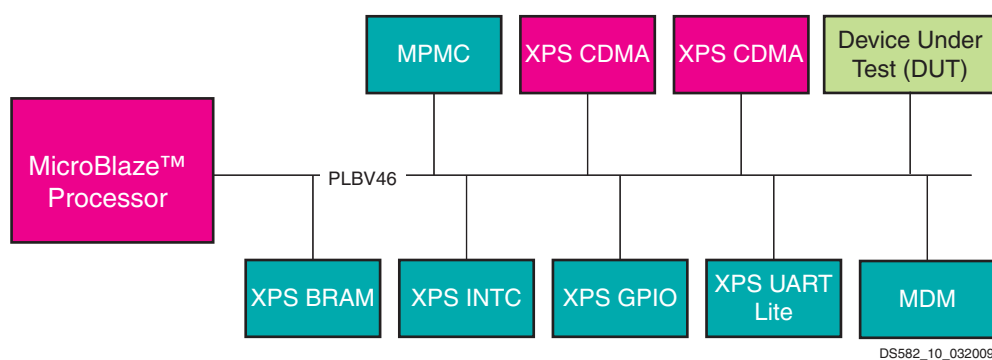 MPMC
XPS CDMA
XPS CDMA
Device Under
Test (DUT)
MicroBlaze™
Processor
PLBV46
XPS BRAM
XPS INTC
XPS GPIO
XPS UART
Lite
MDM
DS582_10_032009